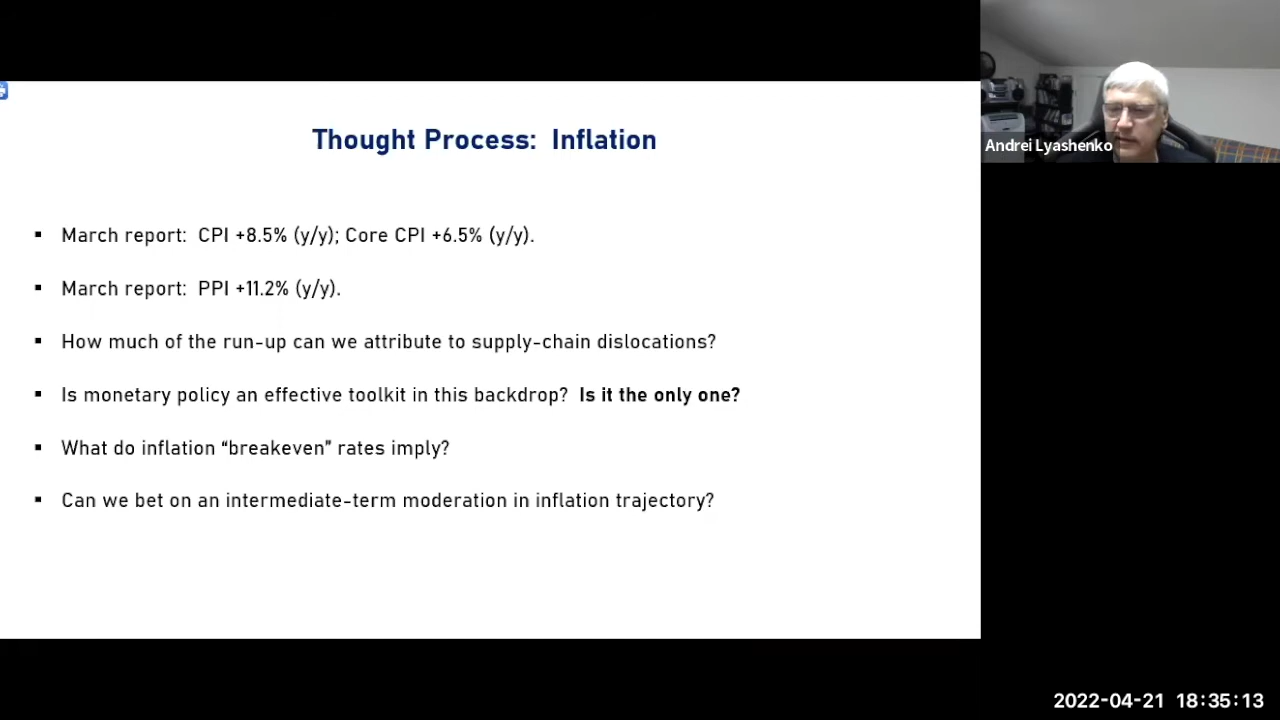 Thought Process: Inflation
Andrei Lyashenko
▪ March report: CPI +8.5% (y/y); Core CPI +6.5% (y/y).
▪ March report: PPI +11.2% (y/y).
▪ How much of the run-up can we attribute to supply-chain dislocations?
▪ Is monetary policy an effective toolkit in this backdrop? Is it the only one?
▪ What do inflation “breakeven” rates imply?
▪ Can we bet on an intermediate-term moderation in inflation trajectory?
2022-04-21 18:35:13